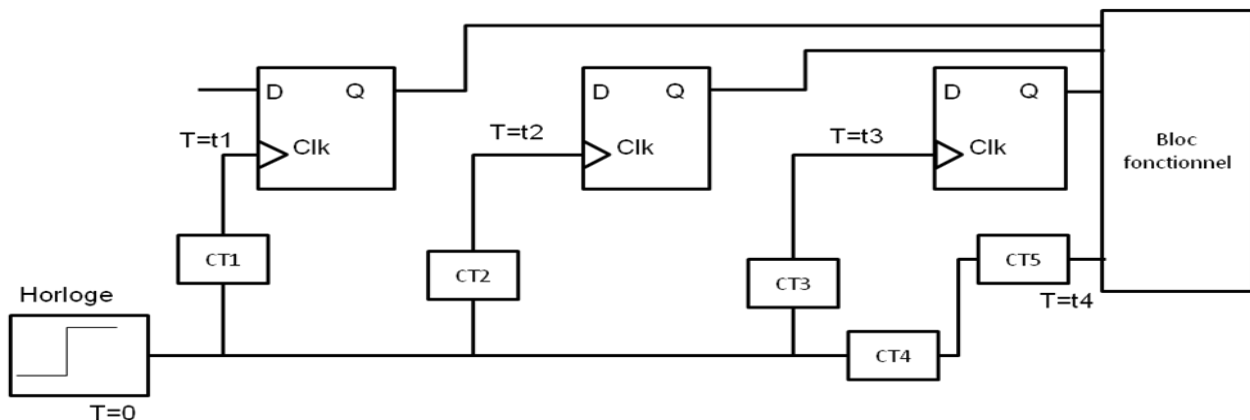 D Q
Clk
T=t1
D Q
Clk
T=t2
D Q
Clk
T=t3
Bloc
fonctionnel
CT1
CT2
CT3
CT5
T=t4
Horloge
CT4
T=0